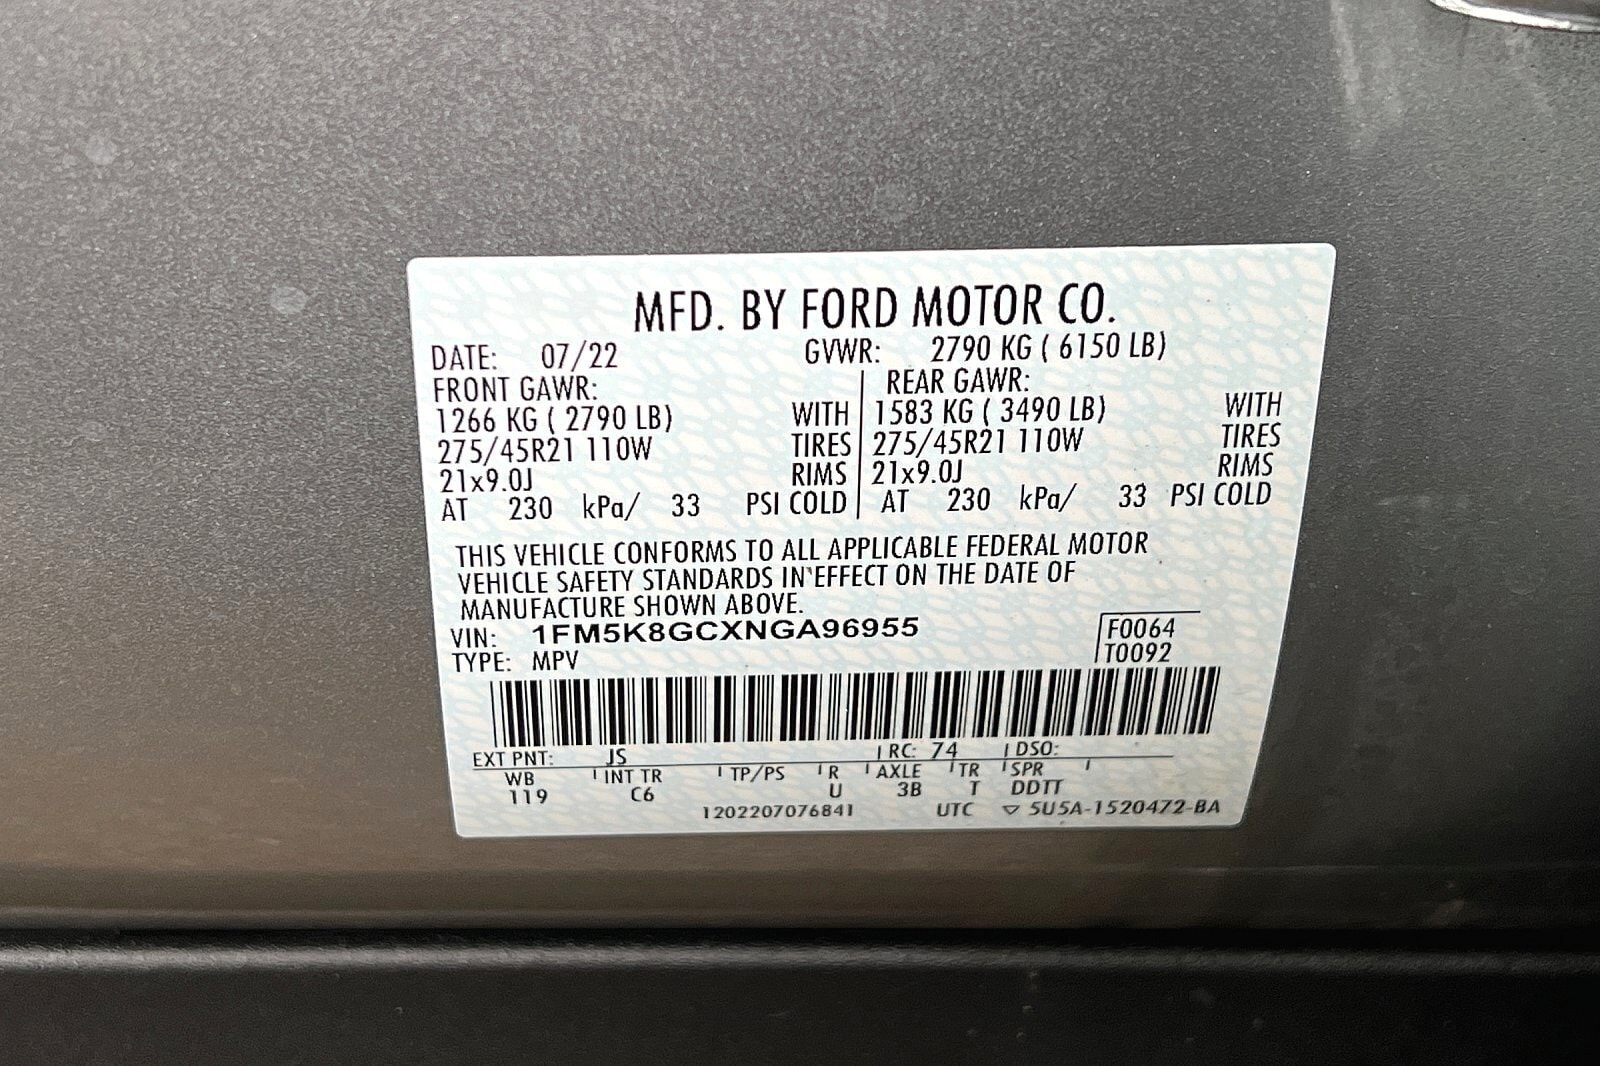 MFD. BY FORD MOTOR CO.
DATE: 07/22 GVWR: 2790 KG ( 6150 LB)
FRONT GAWR: REAR GAWR:
1266 KG ( 2790 LB) WITH 1583 KG ( 3490 LB) WITH
275/45R21 110W TIRES 275/45R21 110W TIRES
21x9.0J RIMS 21x9.0J RIMS
AT 230 kPa/ 33 PSI COLD AT 230 kPa/ 33 PSI COLD
THIS VEHICLE CONFORMS TO ALL APPLICABLE FEDERAL MOTOR
VEHICLE SAFETY STANDARDS IN EFFECT ON THE DATE OF
MANUFACTURE SHOWN ABOVE.
VIN: 1FM5K8GCXNGA96955 F0064
TYPE: MPV T0092
EXT PNT: JS RC: 74 DSO:
WB INT TR TP/PS R AXLE TR SPR
119 C6 U 3B T DDTT
1202207076841 UTC ▽ 5U5A-1520472-BA